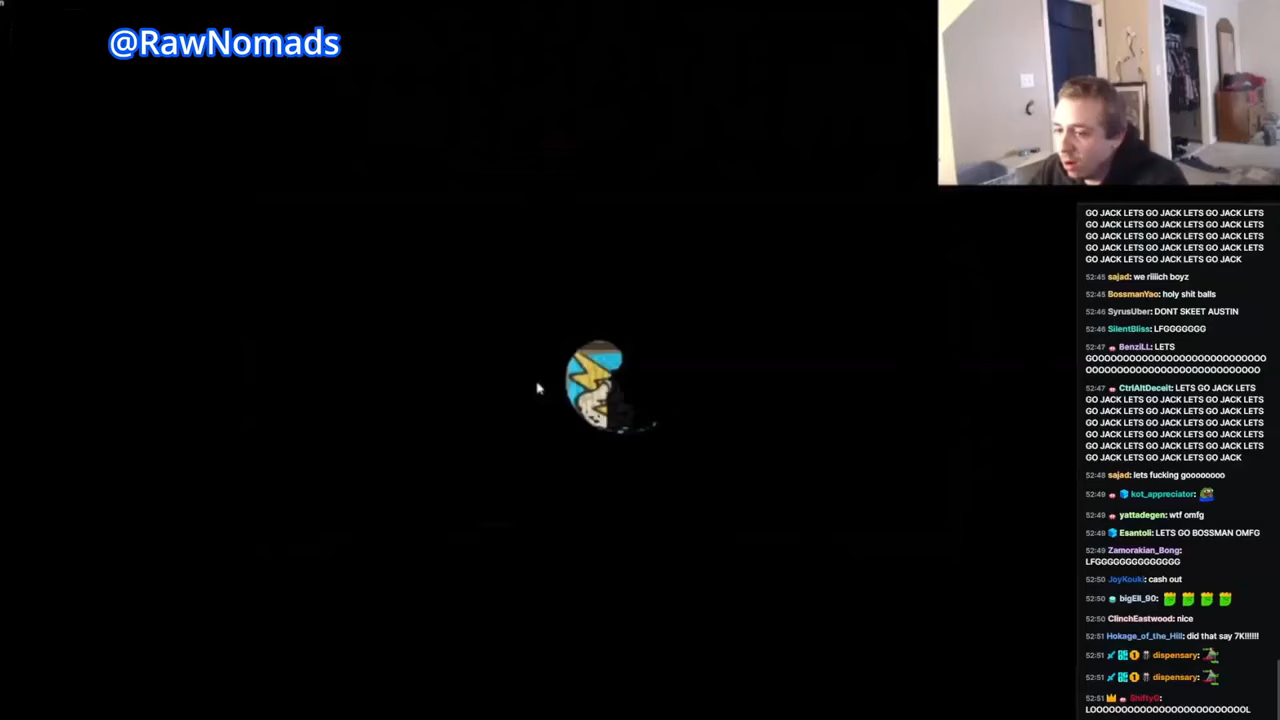 @RawNomads
GO JACK LETS GO JACK LETS GO JACK LETS
GO JACK LETS GO JACK LETS GO JACK LETS
GO JACK LETS GO JACK LETS GO JACK LETS
GO JACK LETS GO JACK LETS GO JACK LETS
GO JACK LETS GO JACK LETS GO JACK
52:45 sajad: we riiiich boyz
52:45 BossmanYao: holy shit balls
52:46 SyrusUber: DONT SKEET AUSTIN
52:46 SilentBliss: LFGGGGGGG
52:47 BenziLL: LETS
GOOOOOOOOOOOOOOOOOOOOOOOOOOO
OOOOOOOOOOOOOOOOOOOOOOOOOOO
52:47 CtrlAltDeceit: LETS GO JACK LETS
GO JACK LETS GO JACK LETS GO JACK LETS
GO JACK LETS GO JACK LETS GO JACK LETS
GO JACK LETS GO JACK LETS GO JACK LETS
GO JACK LETS GO JACK LETS GO JACK LETS
GO JACK LETS GO JACK LETS GO JACK LETS
GO JACK LETS GO JACK LETS GO JACK
52:48 sajad: lets fucking goooooooo
52:49 kot_appreciator:
52:49 yattadegen: wtf omfg
52:49 Esantoli: LETS GO BOSSMAN OMFG
52:49 Zamorakian_Bong:
LFGGGGGGGGGGGGGG
52:50 JoyKouki: cash out
52:50 bigEll_90:
52:50 ClinchEastwood: nice
52:51 Hokage_of_the_Hill: did that say 7K!!!!!!
52:51 dispensary:
52:51 dispensary:
52:51 ShiftyG:
LOOOOOOOOOOOOOOOOOOOOOOOOOL